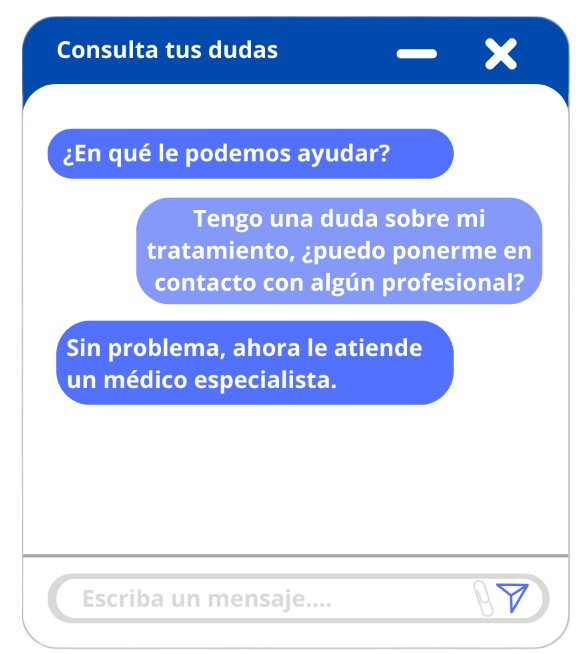 Consulta tus dudas
¿En qué le podemos ayudar?
Tengo una duda sobre mi
tratamiento, ¿puedo ponerme en
contacto con algún profesional?
Sin problema, ahora le atiende
un médico especialista.
Escriba un mensaje....